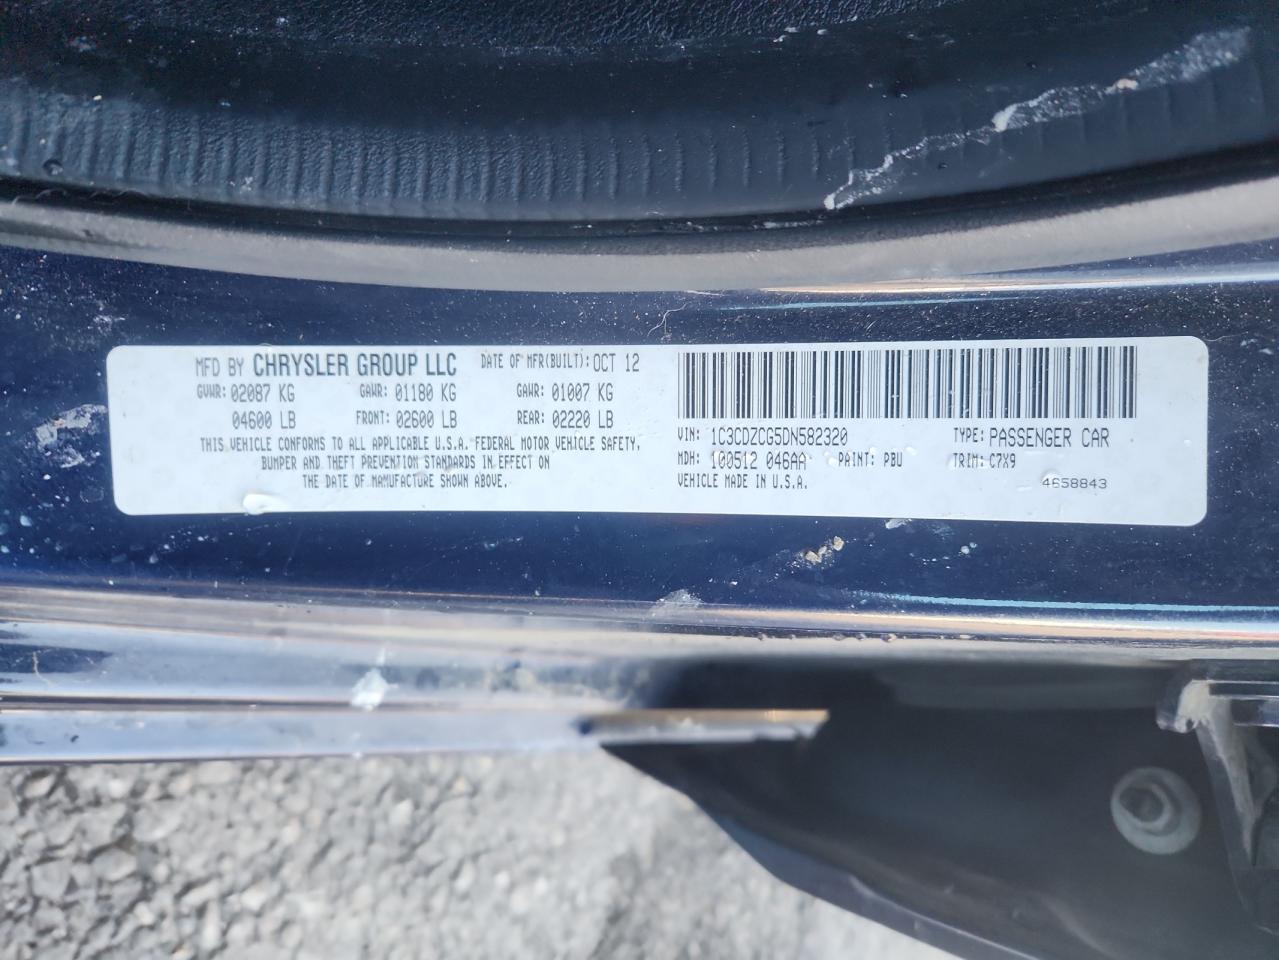 MFD BY CHRYSLER GROUP LLC DATE OF MFR(BUILT): OCT 12
GVWR: 02087 KG GAWR: 01180 KG GAWR: 01007 KG
04600 LB FRONT: 02600 LB REAR: 02220 LB
THIS VEHICLE CONFORMS TO ALL APPLICABLE U.S.A. FEDERAL MOTOR VEHICLE SAFETY,
BUMPER AND THEFT PREVENTION STANDARDS IN EFFECT ON
THE DATE OF MANUFACTURE SHOWN ABOVE.
VIN: 1C3CDZCG5DN582320 TYPE: PASSENGER CAR
MDH: 100512 046AA PAINT: PBU TRIM: C7X9
VEHICLE MADE IN U.S.A. 4658843